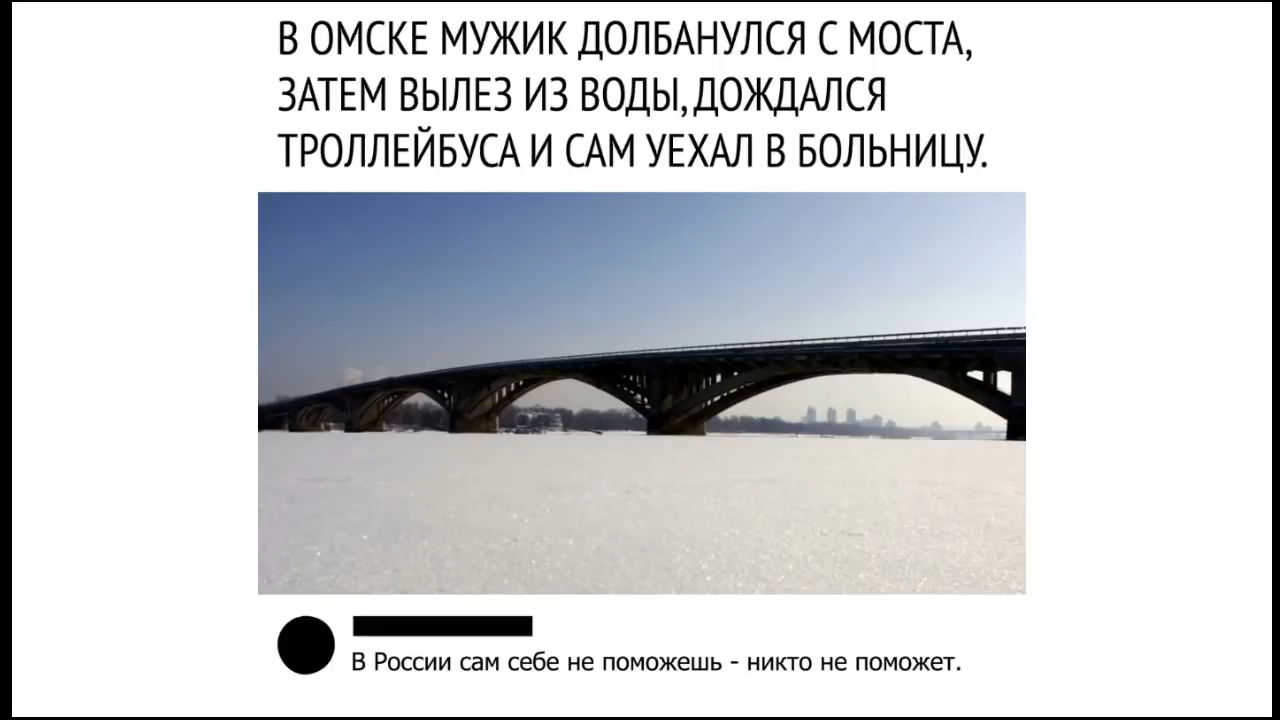 В ОМСКЕ МУЖИК ДОЛБАНУЛСЯ С МОСТА,
ЗАТЕМ ВЫЛЕЗ ИЗ ВОДЫ, ДОЖДАЛСЯ
ТРОЛЛЕЙБУСА И САМ УЕХАЛ В БОЛЬНИЦУ.
В России сам себе не поможешь - никто не поможет.